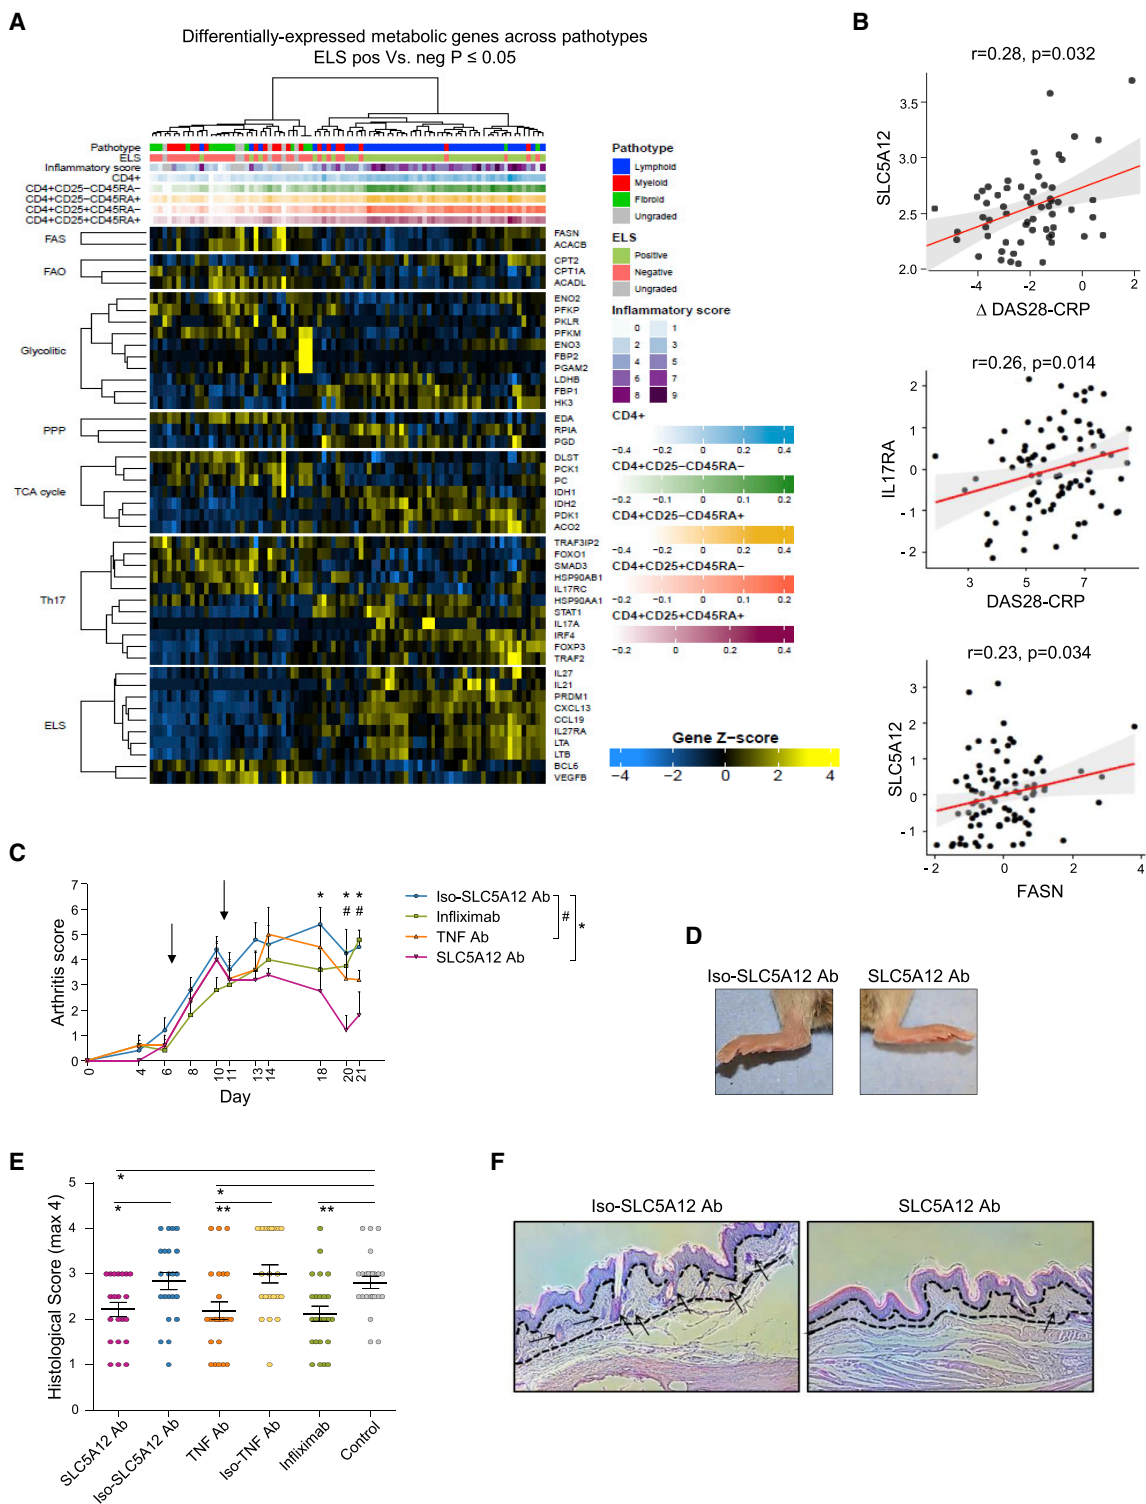 A
Differentially-expressed metabolic genes across pathotypes
ELS pos Vs. neg P ≤ 0.05
Pathotype
ELS
Inflammatory score
CD4+
CD4+CD25−CD45RA−
CD4+CD25−CD45RA+
CD4+CD25+CD45RA−
CD4+CD25+CD45RA+
FAS
FASN
ACACB
FAO
CPT2
CPT1A
ACADL
Glycolitic
ENO2
PFKP
PKLR
PFKM
ENO3
FBP2
PGAM2
LDHB
FBP1
HK3
PPP
EDA
RPIA
PGD
TCA cycle
DLST
PCK1
PC
IDH1
IDH2
PDK1
ACO2
Th17
TRAF3IP2
FOXO1
SMAD3
HSP90AB1
IL17RC
HSP90AA1
STAT1
IL17A
IRF4
FOXP3
TRAF2
ELS
IL27
IL21
PRDM1
CXCL13
CCL19
IL27RA
LTA
LTB
BCL6
VEGFB
Pathotype
Lymphoid
Myeloid
Fibroid
Ungraded
ELS
Positive
Negative
Ungraded
Inflammatory score
0 1
2 3
4 5
6 7
8 9
CD4+
−0.4 −0.2 0 0.2 0.4
CD4+CD25−CD45RA−
−0.2 −0.1 0 0.1 0.2
CD4+CD25−CD45RA+
−0.4 −0.2 0 0.2 0.4
CD4+CD25+CD45RA−
−0.2 −0.1 0 0.1 0.2
CD4+CD25+CD45RA+
−0.2 0 0.2 0.4
Gene Z−score
−4 −2 0 2 4
B
r=0.28, p=0.032
SLC5A12
3.5
3.0
2.5
2.0
-4 -2 0 2
Δ DAS28-CRP
r=0.26, p=0.014
IL17RA
2
1
0
- 1
- 2
3 5 7
DAS28-CRP
r=0.23, p=0.034
SLC5A12
3
2
1
0
- 1
- 2 0 2 4
FASN
C
Arthritis score
7
6
5
4
3
2
1
0
0 4 6 8 10 11 13 14 18 20 21
Day
* * *
# #
Iso-SLC5A12 Ab
Infliximab
TNF Ab
SLC5A12 Ab
# *
D
Iso-SLC5A12 Ab SLC5A12 Ab
E
Histological Score (max 4)
5
4
3
2
1
0
*
*
* ** **
SLC5A12 Ab
Iso-SLC5A12 Ab
TNF Ab
Iso-TNF Ab
Infliximab
Control
F
Iso-SLC5A12 Ab SLC5A12 Ab